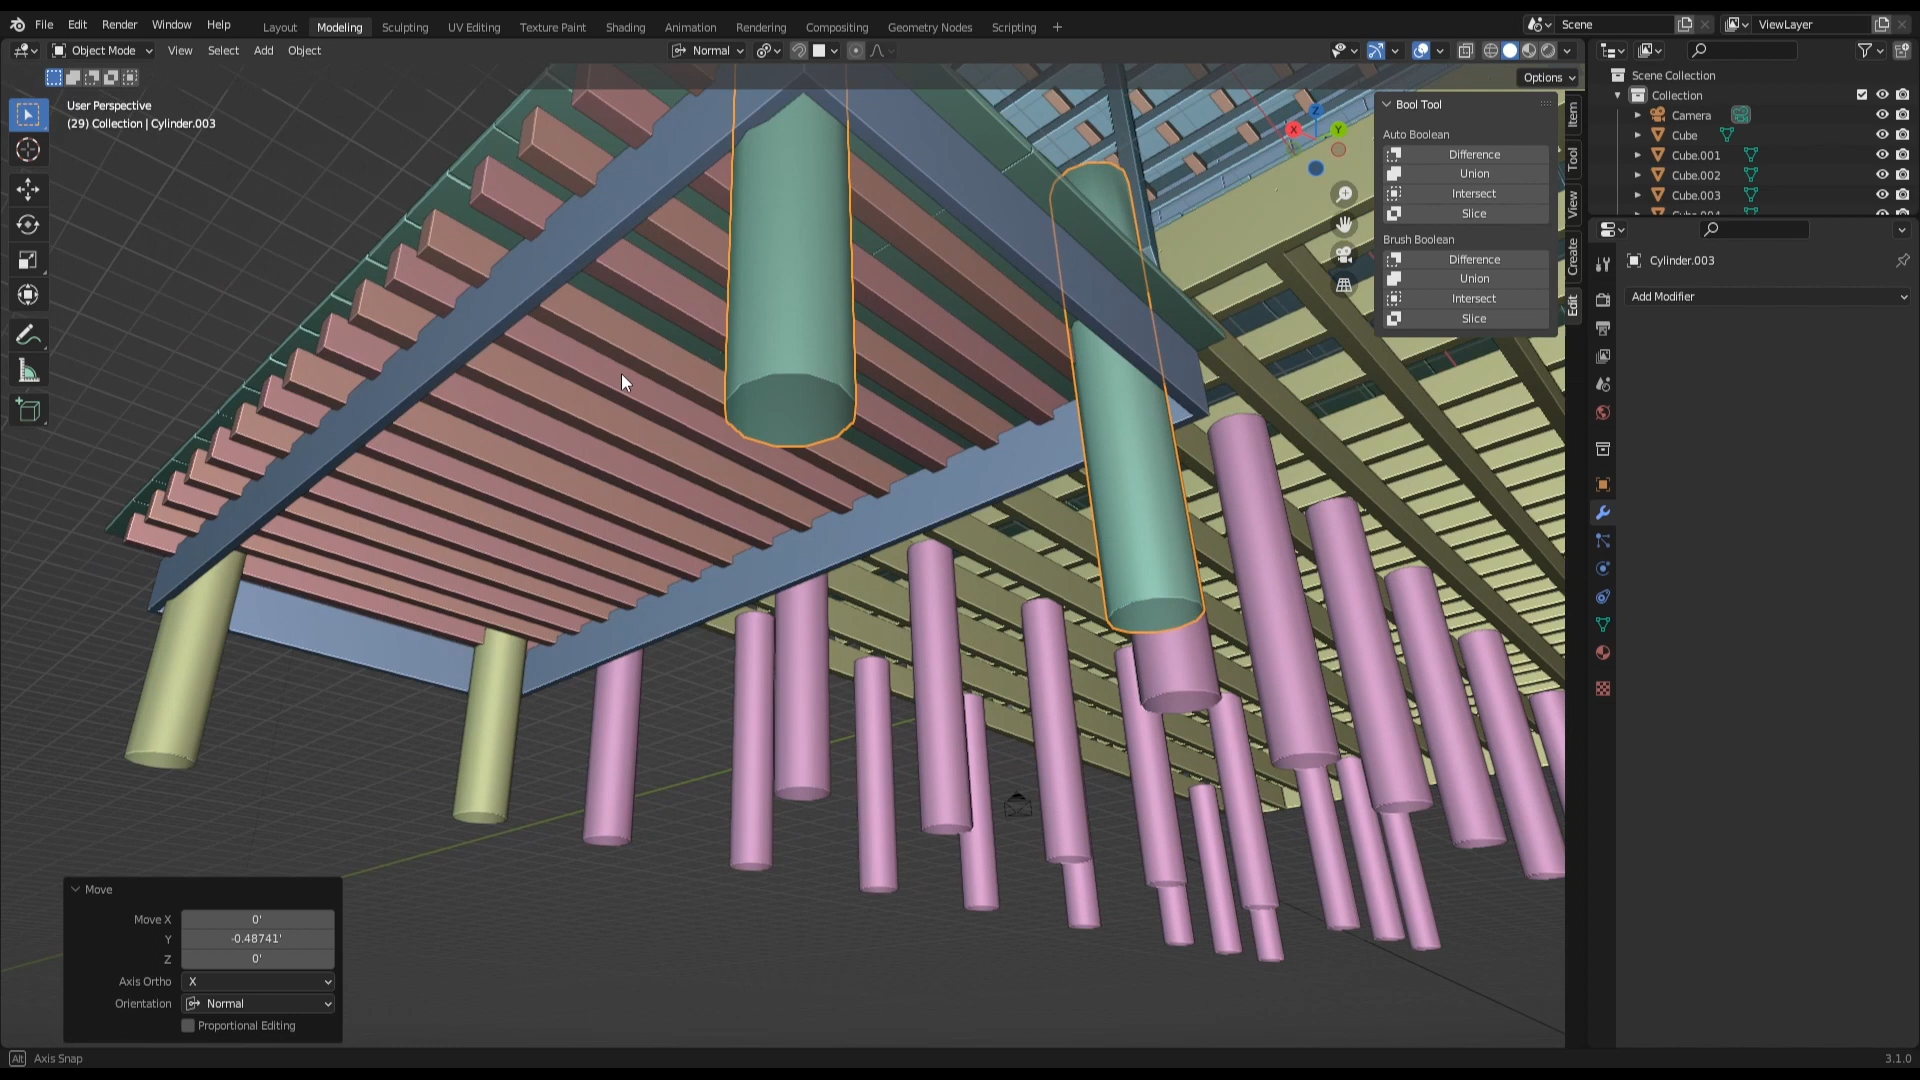 File Edit Render Window Help Layout Modeling Sculpting UV Editing Texture Paint Shading Animation Rendering Compositing Geometry Nodes Scripting + Scene ViewLayer
Object Mode View Select Add Object Normal
Options
User Perspective
(29) Collection | Cylinder.003
Bool Tool
Auto Boolean
Difference
Union
Intersect
Slice
Brush Boolean
Difference
Union
Intersect
Slice
X
Y
Z
Item
Tool
View
Create
Edit
Scene Collection
Collection
Camera
Cube
Cube.001
Cube.002
Cube.003
Cylinder.003
Add Modifier
Move
Move X 0'
Y -0.48741'
Z 0'
Axis Ortho X
Orientation Normal
Proportional Editing
Alt Axis Snap
3.1.0